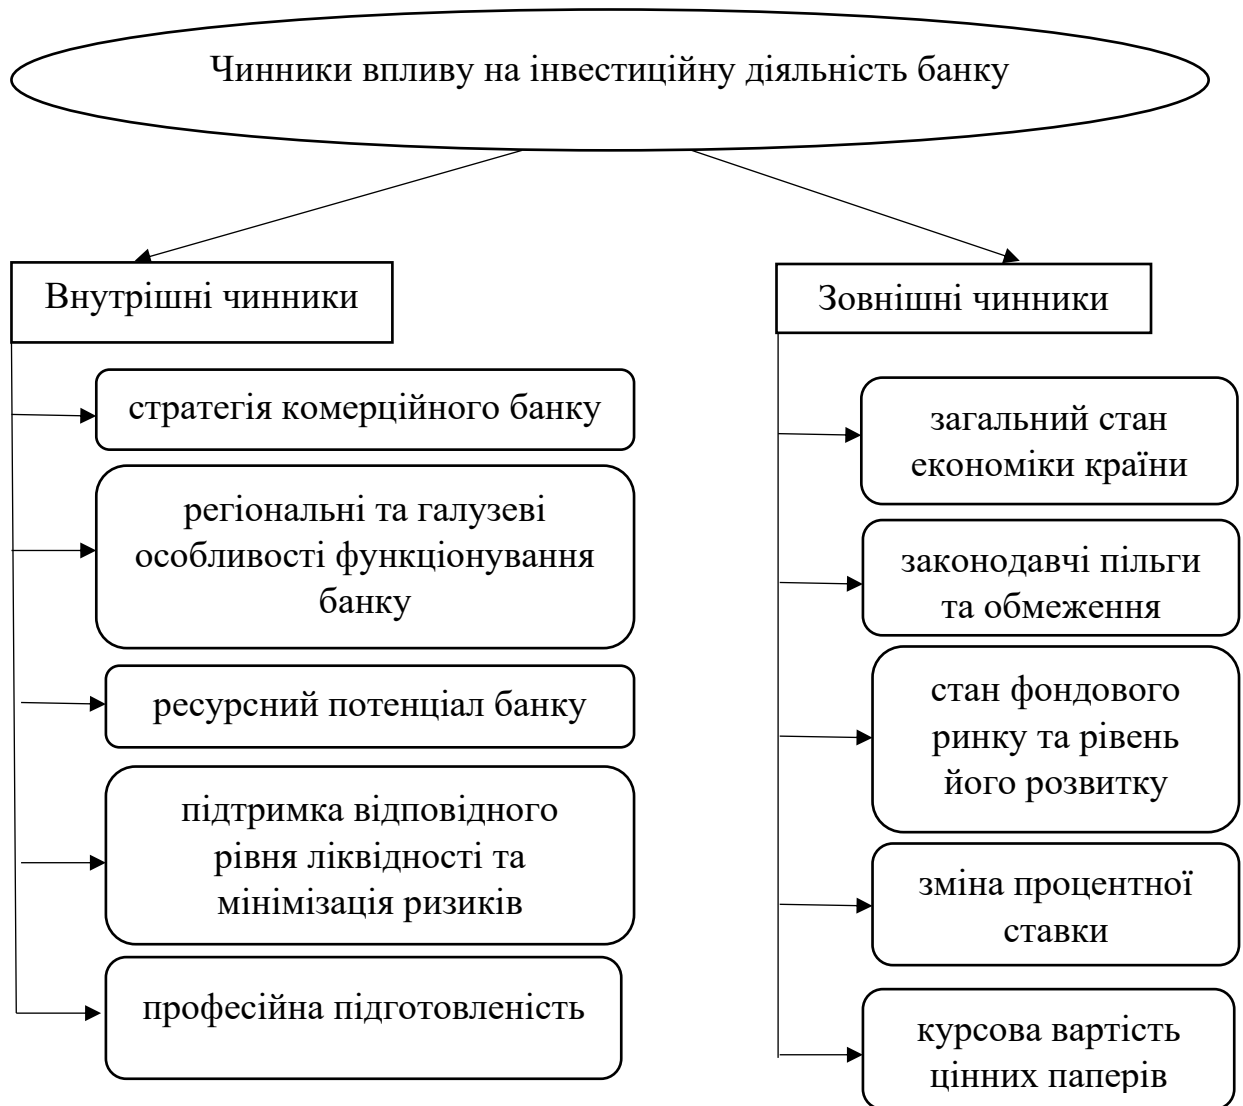 Чинники впливу на інвестиційну діяльність банку
Внутрішні чинники
стратегія комерційного банку
регіональні та галузеві
особливості функціонування
банку
ресурсний потенціал банку
підтримка відповідного
рівня ліквідності та
мінімізація ризиків
професійна підготовленість
Зовнішні чинники
загальний стан
економіки країни
законодавчі пільги
та обмеження
стан фондового
ринку та рівень
його розвитку
зміна процентної
ставки
курсова вартість
цінних паперів